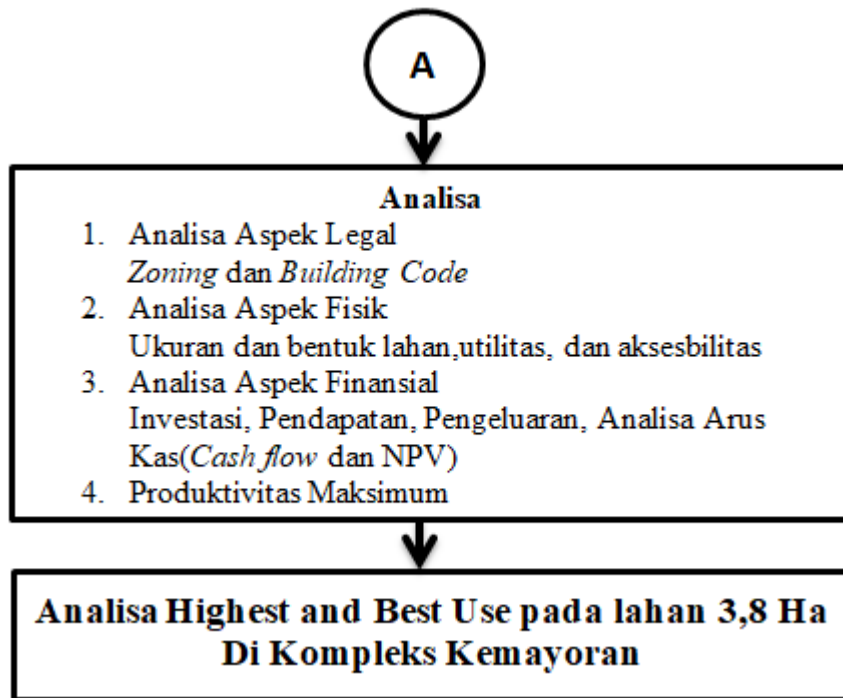 A
Analisa
1. Analisa Aspek Legal
Zoning dan Building Code
2. Analisa Aspek Fisik
Ukuran dan bentuk lahan,utilitas, dan aksesbilitas
3. Analisa Aspek Finansial
Investasi, Pendapatan, Pengeluaran, Analisa Arus
Kas(Cash flow dan NPV)
4. Produktivitas Maksimum
Analisa Highest and Best Use pada lahan 3,8 Ha
Di Kompleks Kemayoran